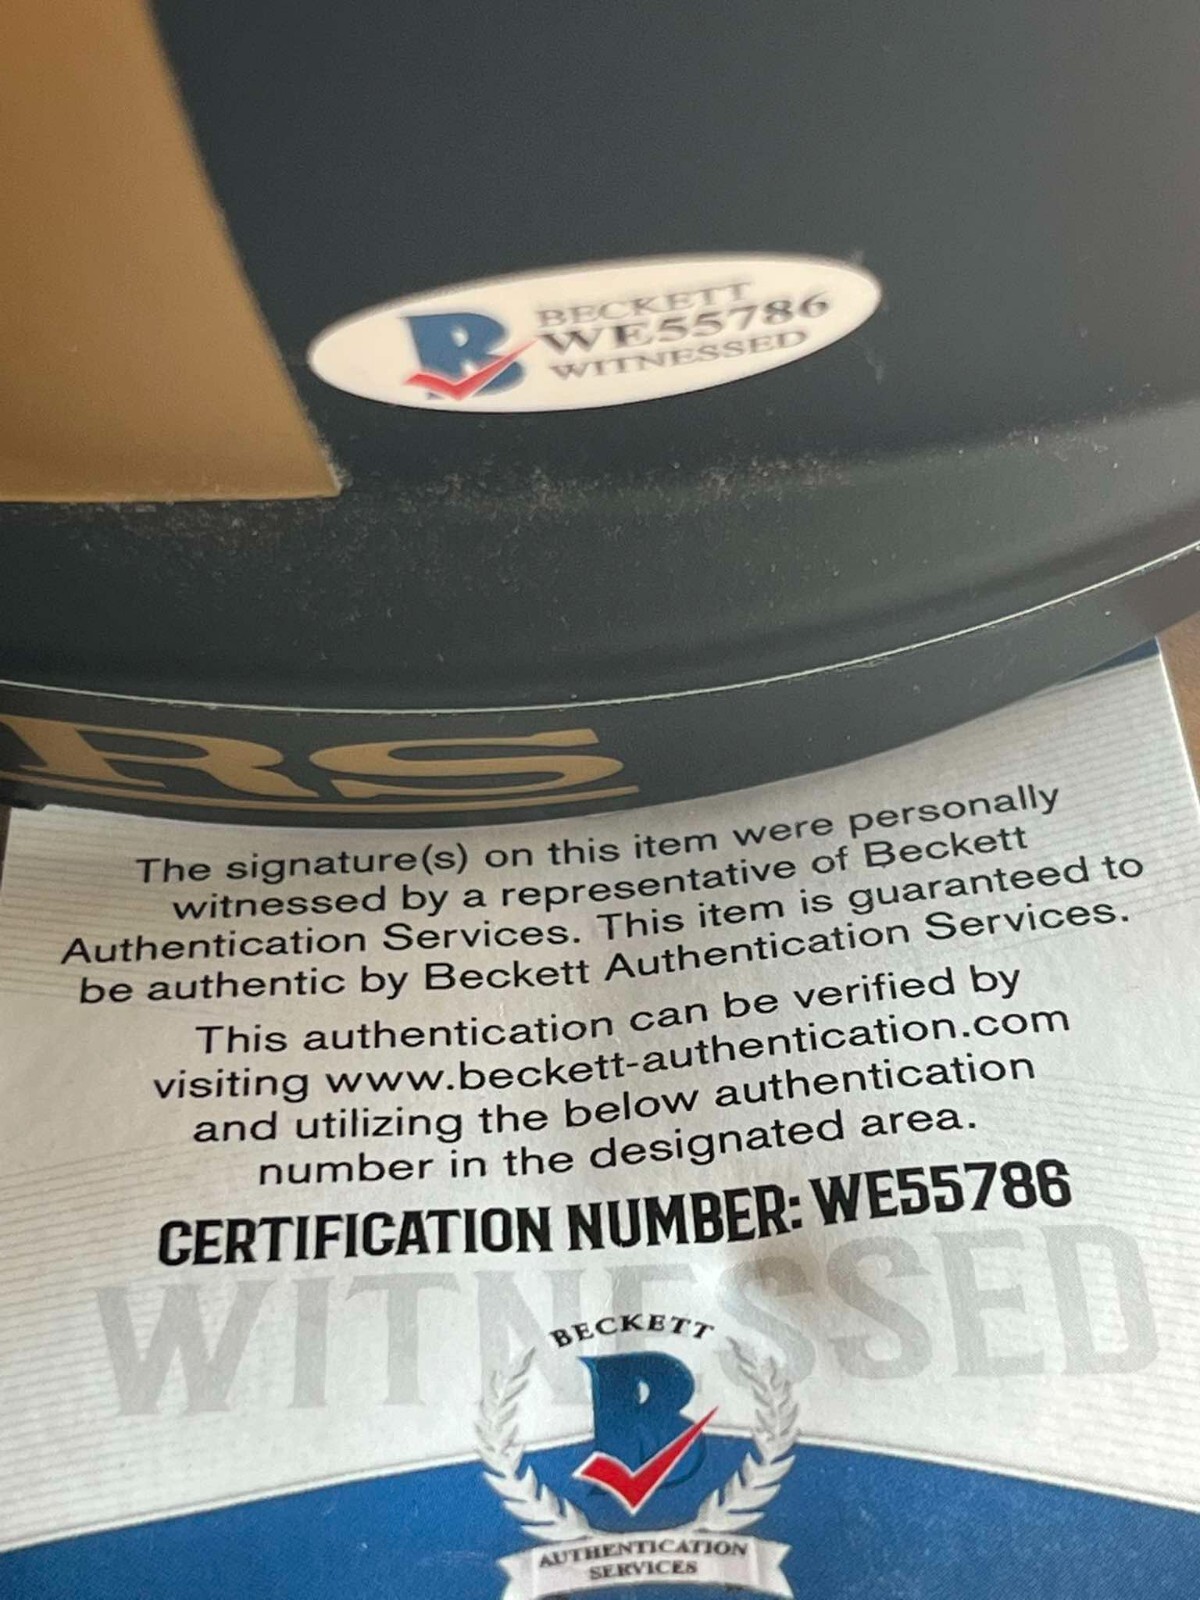 BECKETT
WE55786
WITNESSED
RS
The signature(s) on this item were personally
witnessed by a representative of Beckett
Authentication Services. This item is guaranteed to
be authentic by Beckett Authentication Services.
This authentication can be verified by
visiting www.beckett-authentication.com
and utilizing the below authentication
number in the designated area.
CERTIFICATION NUMBER: WE55786
WITNESSED
BECKETT
B
AUTHENTICATION
SERVICES